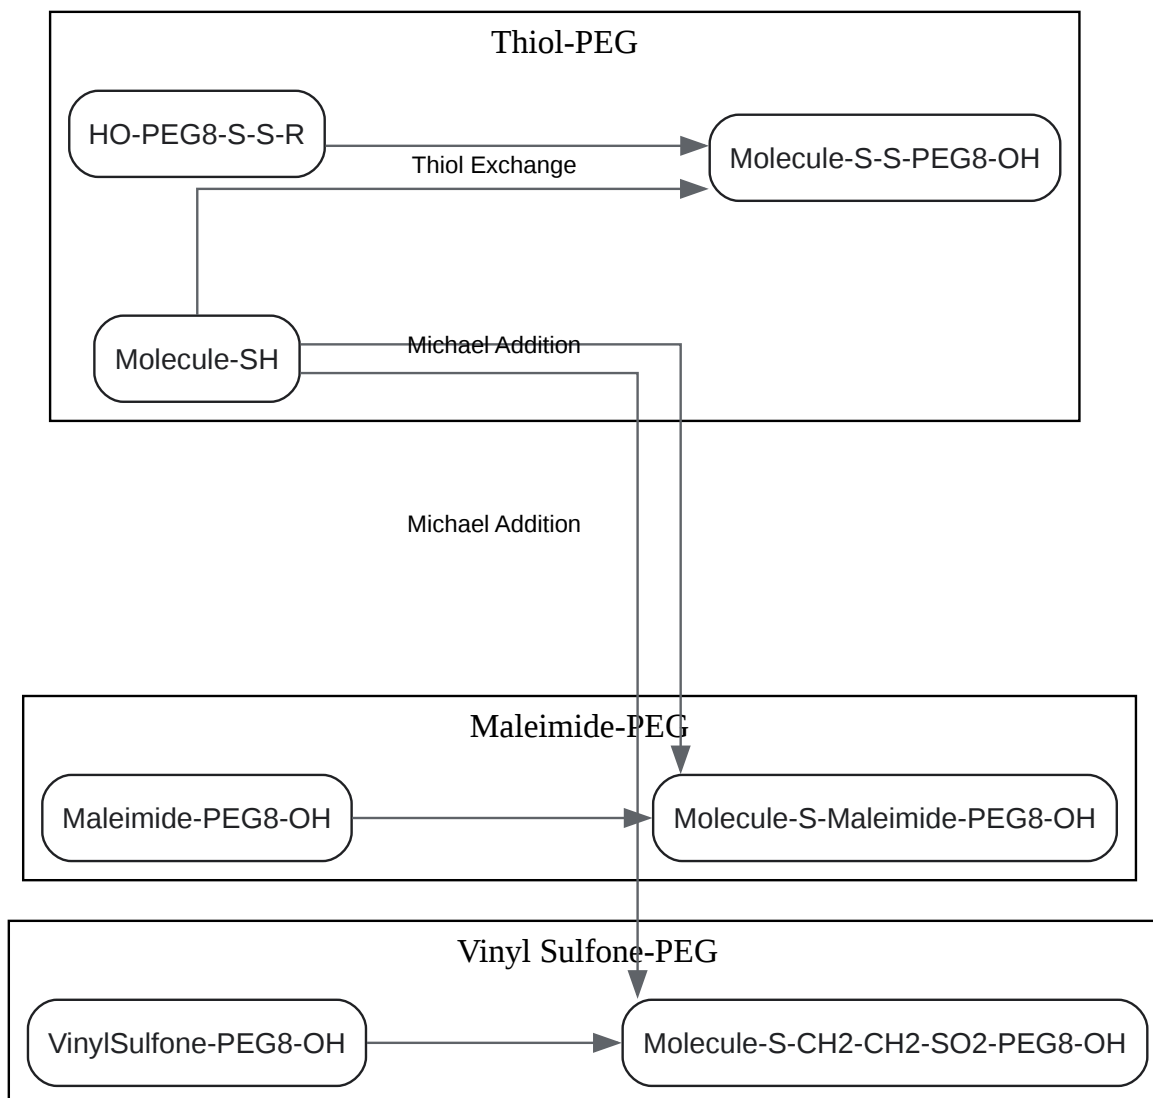 Thiol-PEG
HO-PEG8-S-S-R
Molecule-S-S-PEG8-OH
Thiol Exchange
Molecule-SH
Michael Addition
Michael Addition
Maleimide-PEG
Maleimide-PEG8-OH
Molecule-S-Maleimide-PEG8-OH
Vinyl Sulfone-PEG
VinylSulfone-PEG8-OH
Molecule-S-CH2-CH2-SO2-PEG8-OH